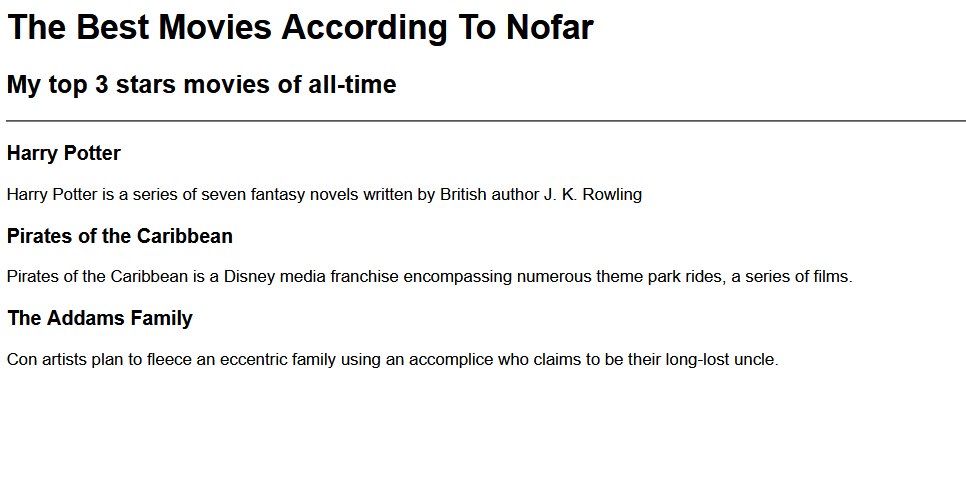 The Best Movies According To Nofar
My top 3 stars movies of all-time
Harry Potter
Harry Potter is a series of seven fantasy novels written by British author J. K. Rowling
Pirates of the Caribbean
Pirates of the Caribbean is a Disney media franchise encompassing numerous theme park rides, a series of films.
The Addams Family
Con artists plan to fleece an eccentric family using an accomplice who claims to be their long-lost uncle.